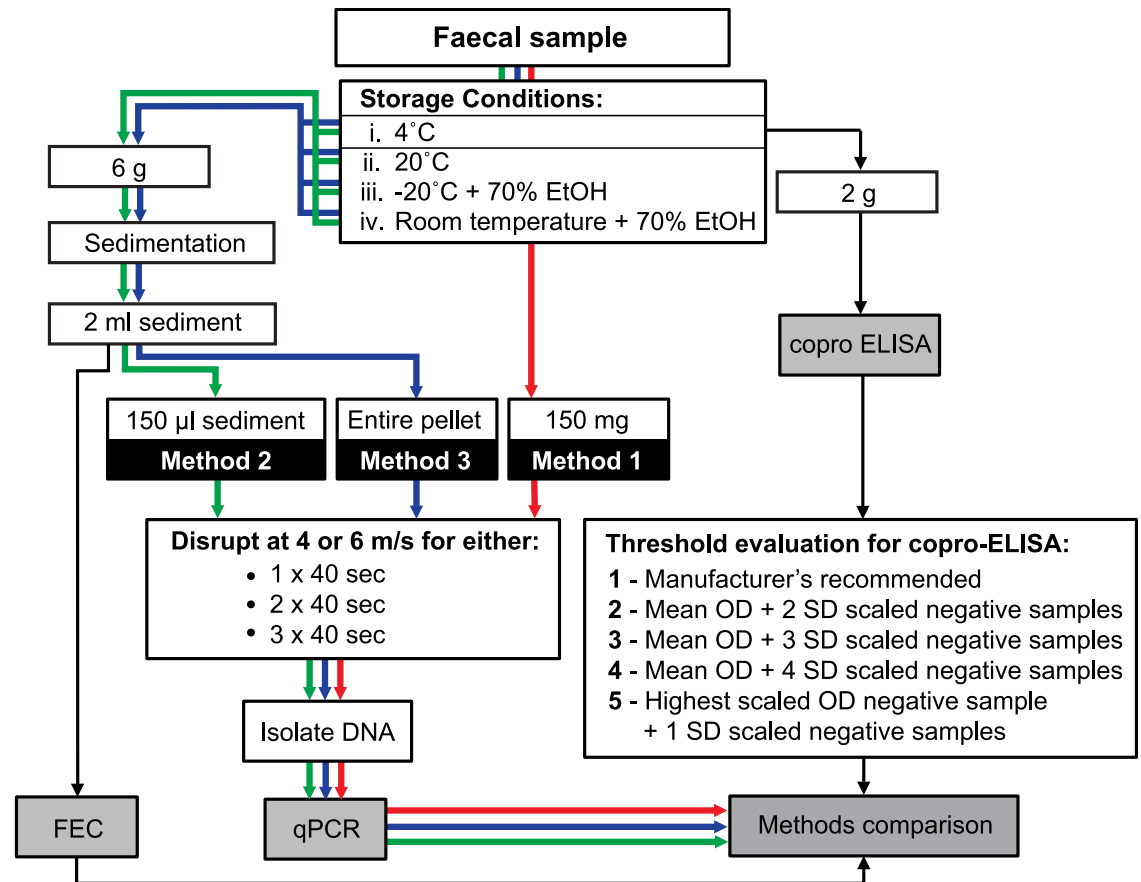 Faecal sample
Storage Conditions:
i. 4˚C
ii. 20˚C
iii. -20˚C + 70% EtOH
iv. Room temperature + 70% EtOH
6 g
Sedimentation
2 ml sediment
2 g
copro ELISA
150 µl sediment
Method 2
Entire pellet
Method 3
150 mg
Method 1
Disrupt at 4 or 6 m/s for either:
• 1 x 40 sec
• 2 x 40 sec
• 3 x 40 sec
Isolate DNA
Threshold evaluation for copro-ELISA:
1 - Manufacturer's recommended
2 - Mean OD + 2 SD scaled negative samples
3 - Mean OD + 3 SD scaled negative samples
4 - Mean OD + 4 SD scaled negative samples
5 - Highest scaled OD negative sample
+ 1 SD scaled negative samples
FEC
qPCR
Methods comparison